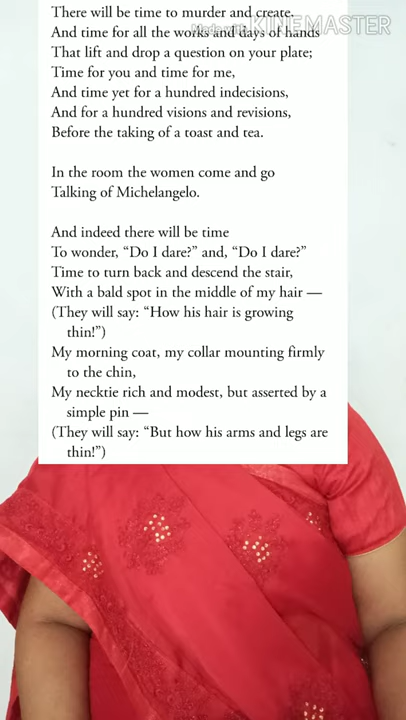 There will be time to murder and create,
And time for all the works and days of hands
That lift and drop a question on your plate;
Time for you and time for me,
And time yet for a hundred indecisions,
And for a hundred visions and revisions,
Before the taking of a toast and tea.
In the room the women come and go
Talking of Michelangelo.
And indeed there will be time
To wonder, “Do I dare?” and, “Do I dare?”
Time to turn back and descend the stair,
With a bald spot in the middle of my hair —
(They will say: “How his hair is growing
thin!”)
My morning coat, my collar mounting firmly
to the chin,
My necktie rich and modest, but asserted by a
simple pin —
(They will say: “But how his arms and legs are
thin!”)
Made with KINEMASTER